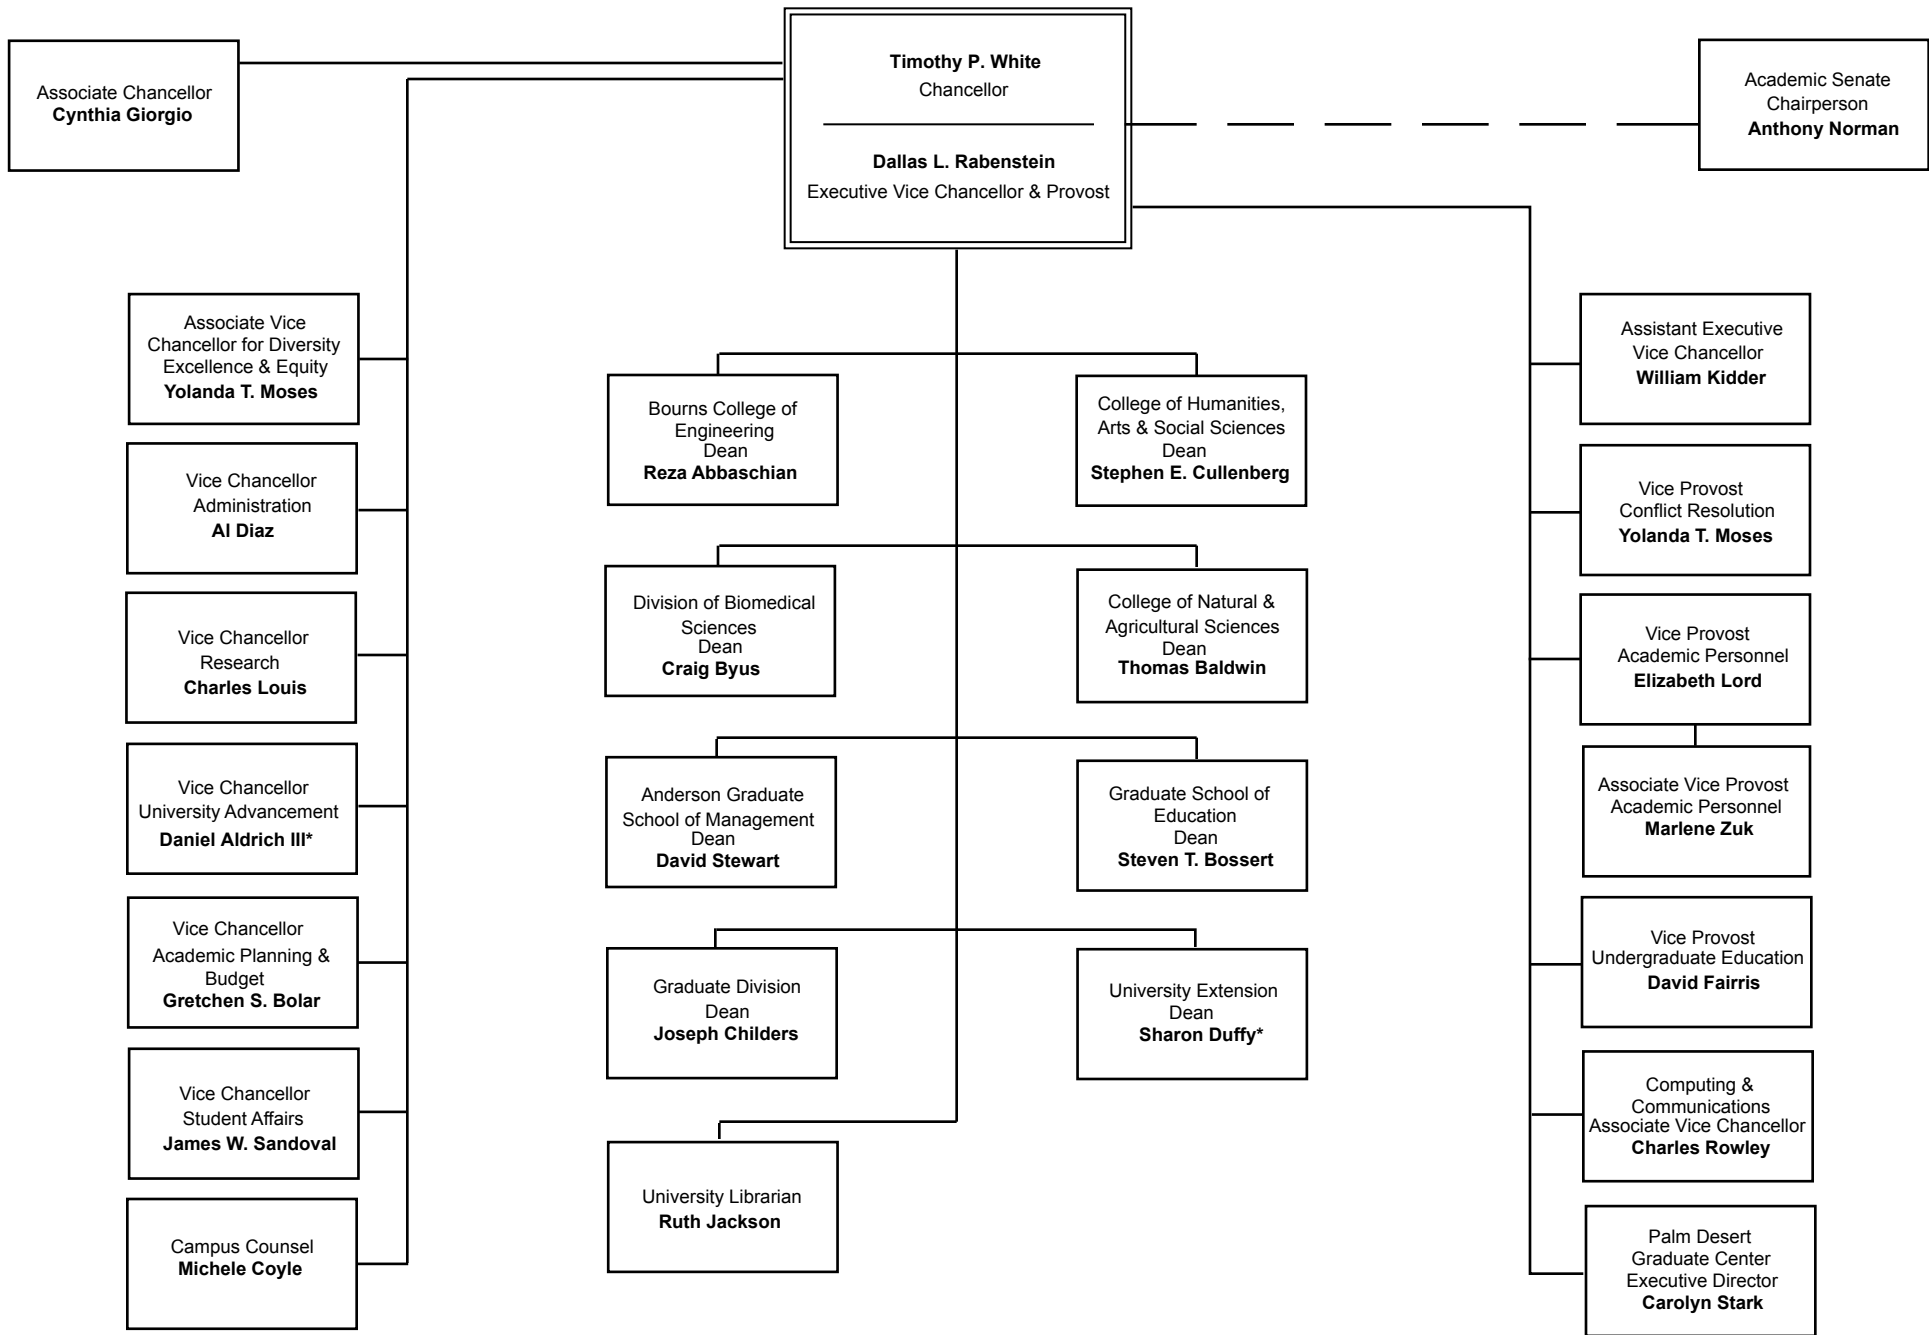 Timothy P. White
Chancellor
Dallas L. Rabenstein
Executive Vice Chancellor & Provost
Associate Chancellor
Cynthia Giorgio
Academic Senate
Chairperson
Anthony Norman
Associate Vice
Chancellor for Diversity
Excellence & Equity
Yolanda T. Moses
Vice Chancellor
Administration
Al Diaz
Vice Chancellor
Research
Charles Louis
Vice Chancellor
University Advancement
Daniel Aldrich III*
Vice Chancellor
Academic Planning &
Budget
Gretchen S. Bolar
Vice Chancellor
Student Affairs
James W. Sandoval
Campus Counsel
Michele Coyle
Bourns College of
Engineering
Dean
Reza Abbaschian
College of Humanities,
Arts & Social Sciences
Dean
Stephen E. Cullenberg
Division of Biomedical
Sciences
Dean
Craig Byus
College of Natural &
Agricultural Sciences
Dean
Thomas Baldwin
Anderson Graduate
School of Management
Dean
David Stewart
Graduate School of
Education
Dean
Steven T. Bossert
Graduate Division
Dean
Joseph Childers
University Extension
Dean
Sharon Duffy*
University Librarian
Ruth Jackson
Assistant Executive
Vice Chancellor
William Kidder
Vice Provost
Conflict Resolution
Yolanda T. Moses
Vice Provost
Academic Personnel
Elizabeth Lord
Associate Vice Provost
Academic Personnel
Marlene Zuk
Vice Provost
Undergraduate Education
David Fairris
Computing &
Communications
Associate Vice Chancellor
Charles Rowley
Palm Desert
Graduate Center
Executive Director
Carolyn Stark